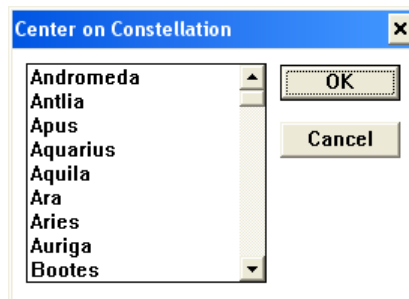 Center on Constellation
Andromeda
Antlia
Apus
Aquarius
Aquila
Ara
Aries
Auriga
Bootes
OK
Cancel